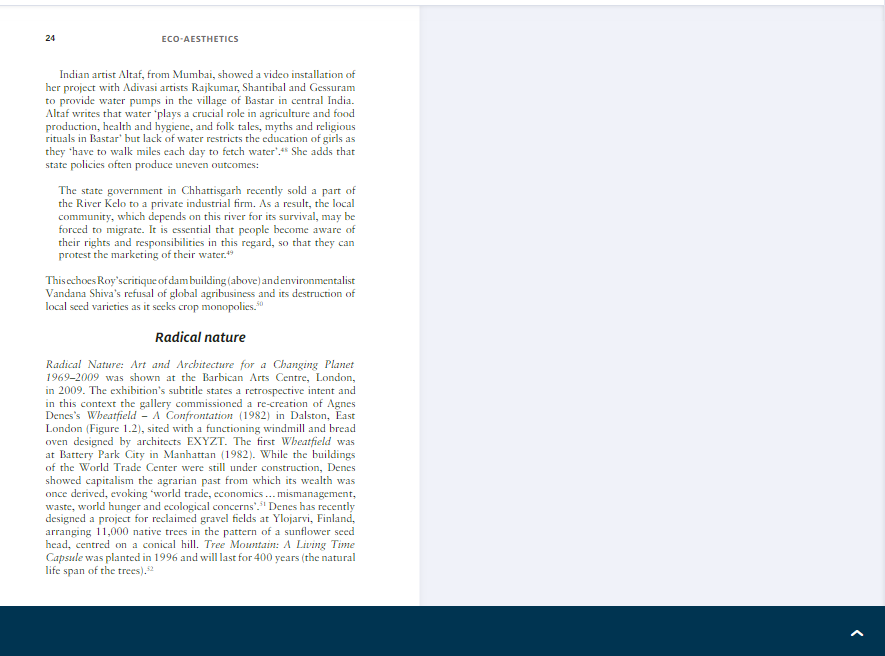 24
ECO-AESTHETICS
Indian artist Altaf, from Mumbai, showed a video installation of
her project with Adivasi artists Rajkumar, Shantibal and Gessuram
to provide water pumps in the village of Bastar in central India.
Altaf writes that water ‘plays a crucial role in agriculture and food
production, health and hygiene, and folk tales, myths and religious
rituals in Bastar’ but lack of water restricts the education of girls as
they ‘have to walk miles each day to fetch water’.48 She adds that
state policies often produce uneven outcomes:
The state government in Chhattisgarh recently sold a part of
the River Kelo to a private industrial firm. As a result, the local
community, which depends on this river for its survival, may be
forced to migrate. It is essential that people become aware of
their rights and responsibilities in this regard, so that they can
protest the marketing of their water.49
This echoes Roy’s critique of dam building (above) and environmentalist
Vandana Shiva’s refusal of global agribusiness and its destruction of
local seed varieties as it seeks crop monopolies.50
Radical nature
Radical Nature: Art and Architecture for a Changing Planet
1969–2009 was shown at the Barbican Arts Centre, London,
in 2009. The exhibition’s subtitle states a retrospective intent and
in this context the gallery commissioned a re-creation of Agnes
Denes’s Wheatfield – A Confrontation (1982) in Dalston, East
London (Figure 1.2), sited with a functioning windmill and bread
oven designed by architects EXYZT. The first Wheatfield was
at Battery Park City in Manhattan (1982). While the buildings
of the World Trade Center were still under construction, Denes
showed capitalism the agrarian past from which its wealth was
once derived, evoking ‘world trade, economics … mismanagement,
waste, world hunger and ecological concerns’.51 Denes has recently
designed a project for reclaimed gravel fields at Ylojarvi, Finland,
arranging 11,000 native trees in the pattern of a sunflower seed
head, centred on a conical hill. Tree Mountain: A Living Time
Capsule was planted in 1996 and will last for 400 years (the natural
life span of the trees).52